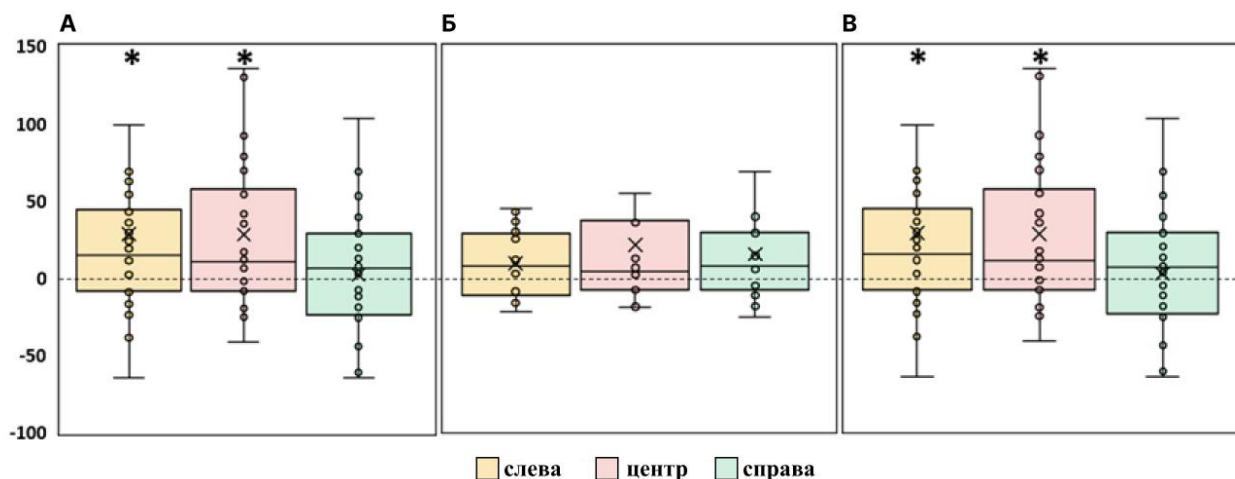 А Б В
150
* * * *
100
50
0
-50
-100
слева центр справа